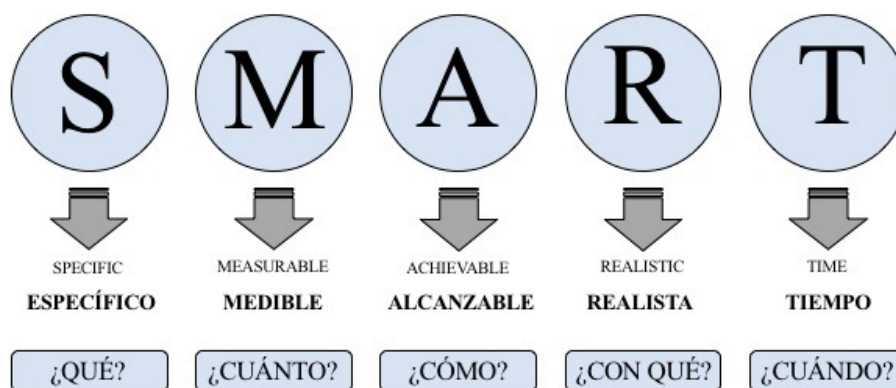 S M A R T
SPECIFIC MEASURABLE ACHIEVABLE REALISTIC TIME
ESPECÍFICO MEDIBLE ALCANZABLE REALISTA TIEMPO
¿QUÉ? ¿CUÁNTO? ¿CÓMO? ¿CON QUÉ? ¿CUÁNDO?